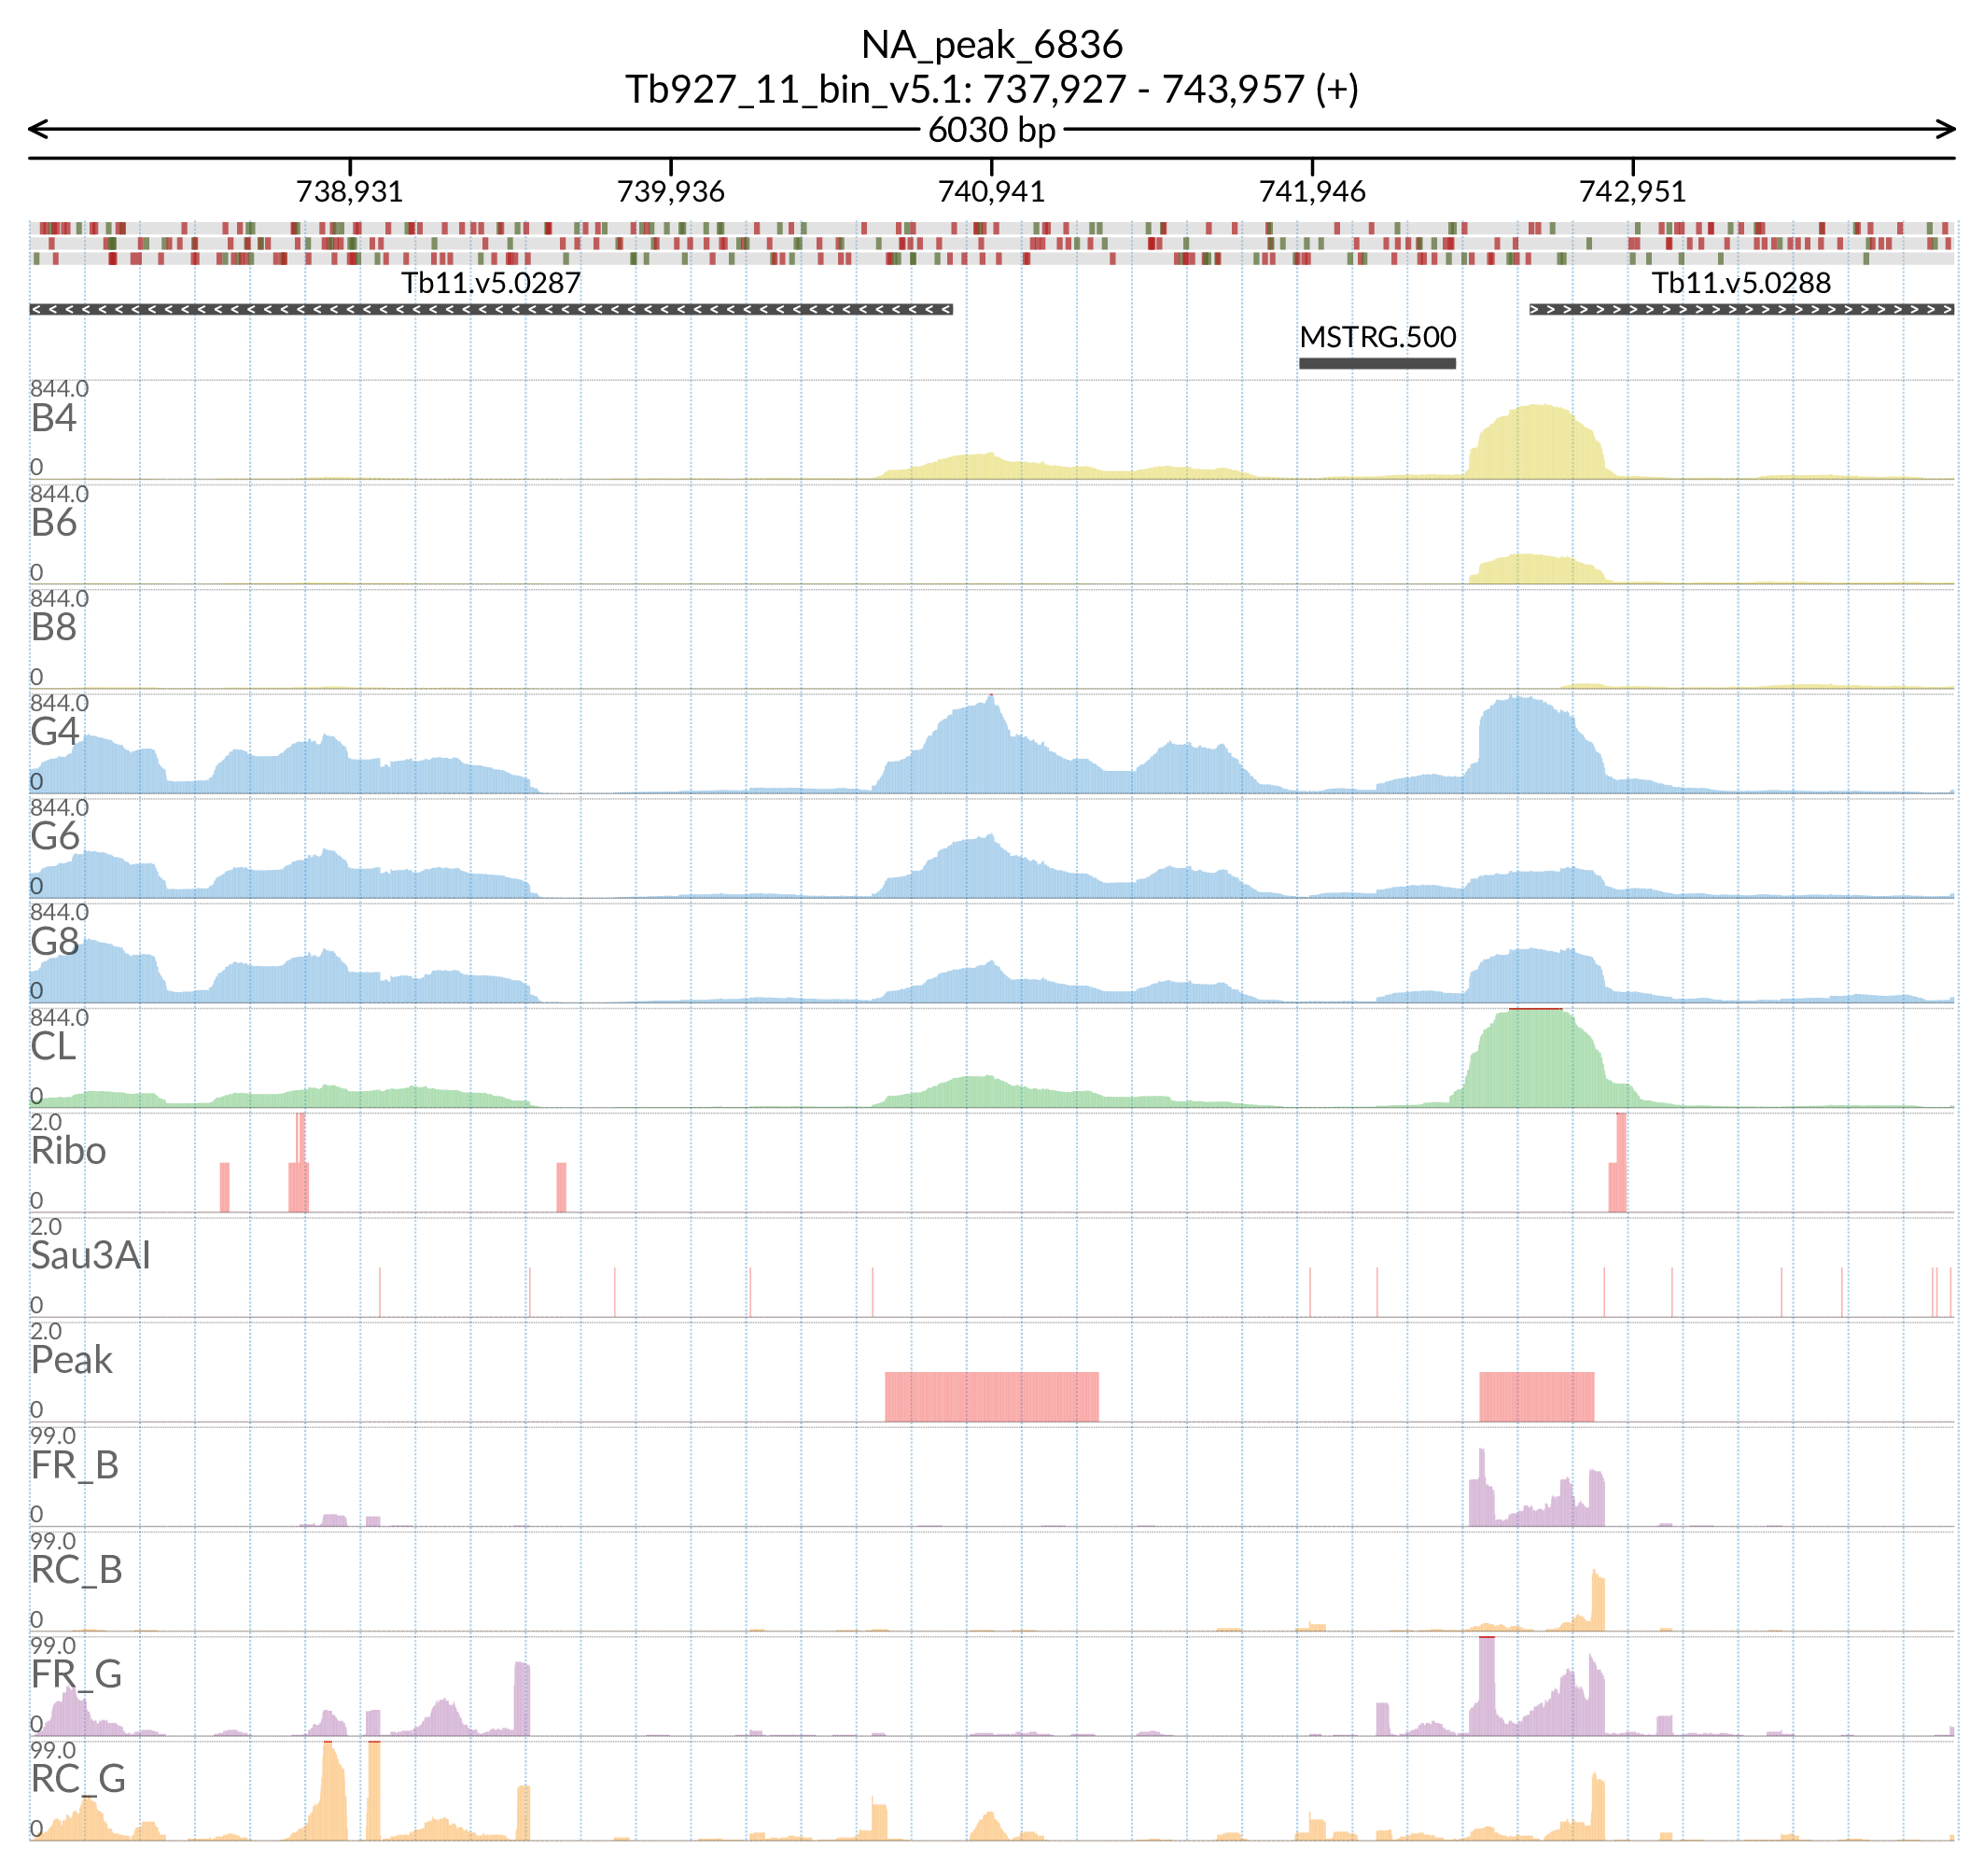 NA_peak_6836
Tb927_11_bin_v5.1: 737,927 - 743,957 (+)
6030 bp
738,931 739,936 740,941 741,946 742,951
Tb11.v5.0287 Tb11.v5.0288
MSTRG.500
844.0
B4
0
844.0
B6
0
844.0
B8
0
844.0
G4
0
844.0
G6
0
844.0
G8
0
844.0
CL
0
2.0
Ribo
0
2.0
Sau3AI
0
2.0
Peak
0
99.0
FR_B
0
99.0
RC_B
0
99.0
FR_G
0
99.0
RC_G
0